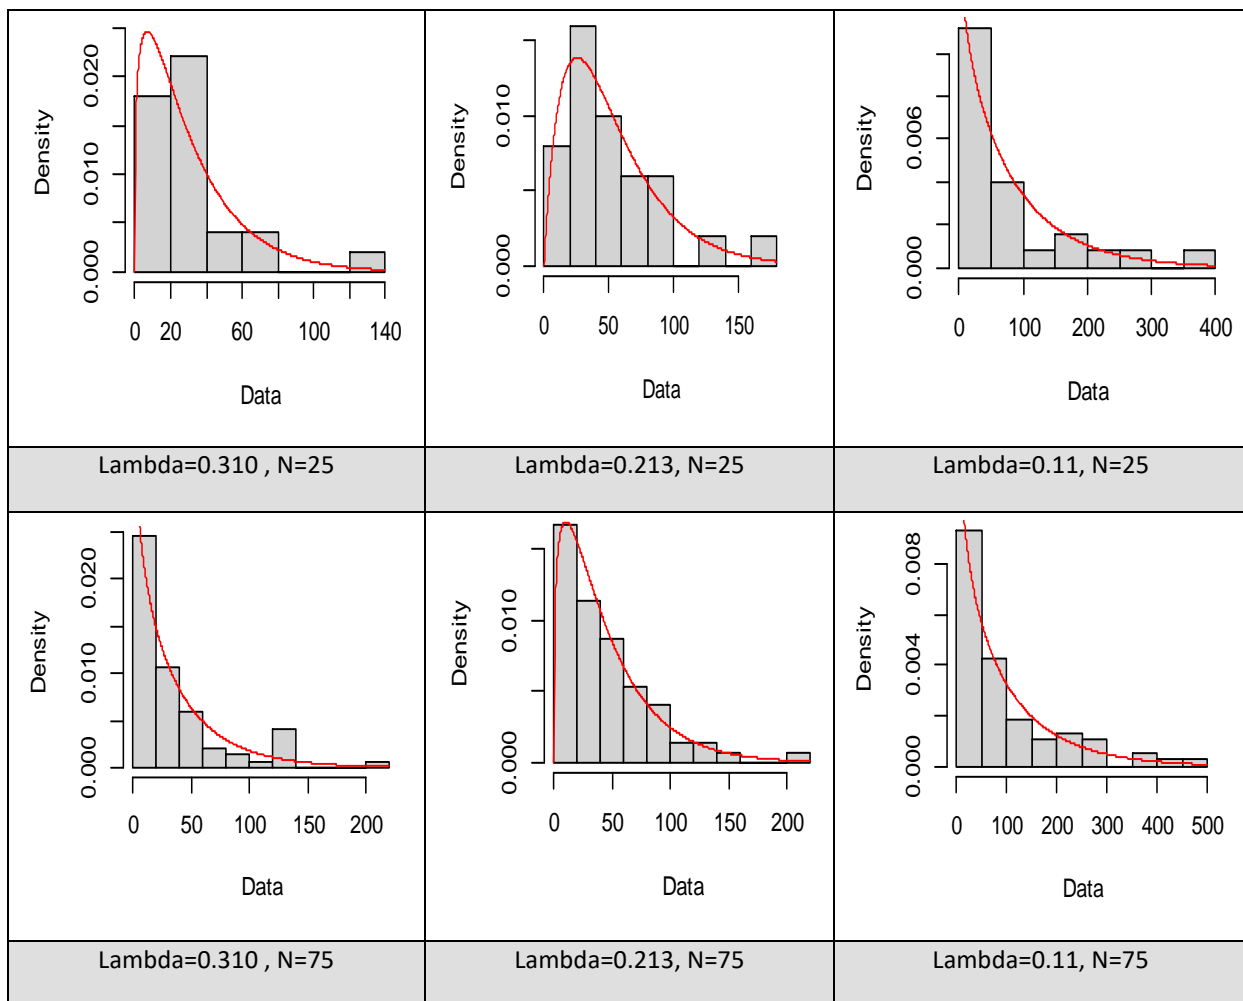 Density
0.000 0.010 0.020
0 20 60 100 140
Data
Density
0.000 0.010
0 50 100 150
Data
Density
0.000 0.006
0 100 200 300 400
Data
Lambda=0.310 , N=25
Lambda=0.213, N=25
Lambda=0.11, N=25
Density
0.000 0.010 0.020
0 50 100 150 200
Data
Density
0.000 0.010
0 50 100 150 200
Data
Density
0.000 0.004 0.008
0 100 200 300 400 500
Data
Lambda=0.310 , N=75
Lambda=0.213, N=75
Lambda=0.11, N=75